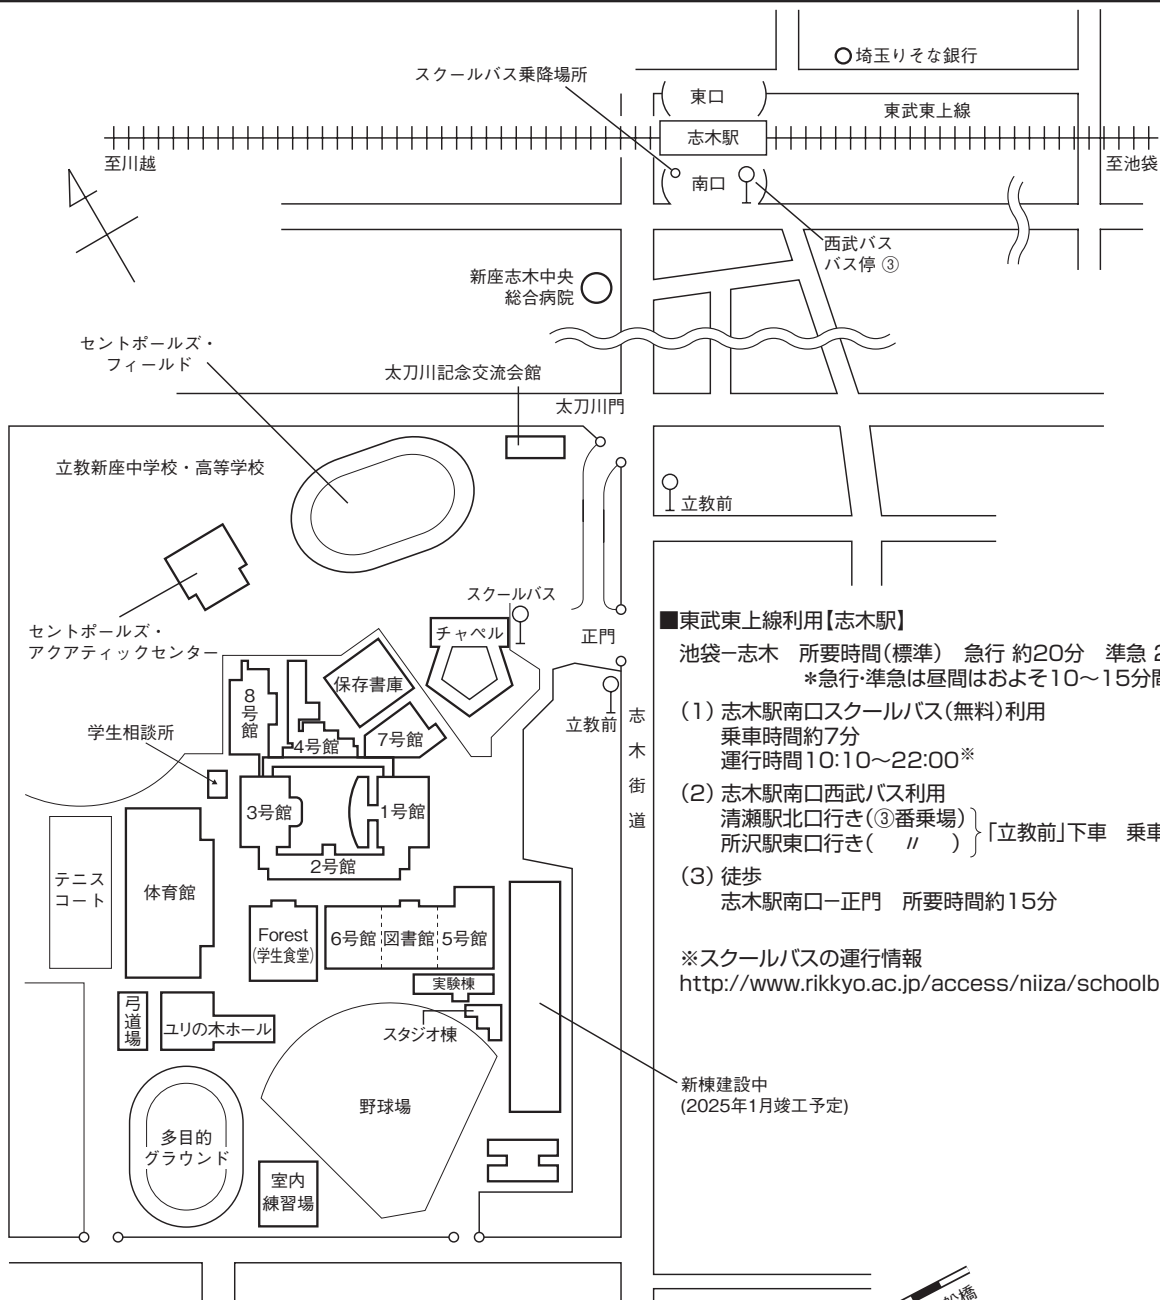 埼玉りそな銀行
スクールバス乗降場所
東口
東武東上線
志木駅
至川越
至池袋
南口
西武バス
バス停 ③
新座志木中央
総合病院
セントポールズ・
フィールド
太刀川記念交流会館
太刀川門
立教新座中学校・高等学校
立教前
スクールバス
セントポールズ・
アクアティックセンター
チャペル
正門
保存書庫
8号館
4号館
7号館
立教前
志木街道
学生相談所
3号館
1号館
2号館
テニス
コート
体育館
Forest
(学生食堂)
6号館
図書館
5号館
実験棟
弓道場
ユリの木ホール
スタジオ棟
野球場
新棟建設中
(2025年1月竣工予定)
多目的
グラウンド
室内
練習場
■東武東上線利用【志木駅】
池袋−志木　所要時間(標準)　急行 約20分　準急 2
＊急行・準急は昼間はおよそ10〜15分間
(1) 志木駅南口スクールバス(無料)利用
乗車時間約7分
運行時間10:10〜22:00※
(2) 志木駅南口西武バス利用
清瀬駅北口行き(③番乗場)
所沢駅東口行き(　〃　)
「立教前」下車　乗車
(3) 徒歩
志木駅南口−正門　所要時間約15分
※スクールバスの運行情報
http://www.rikkyo.ac.jp/access/niiza/schoolb
船橋